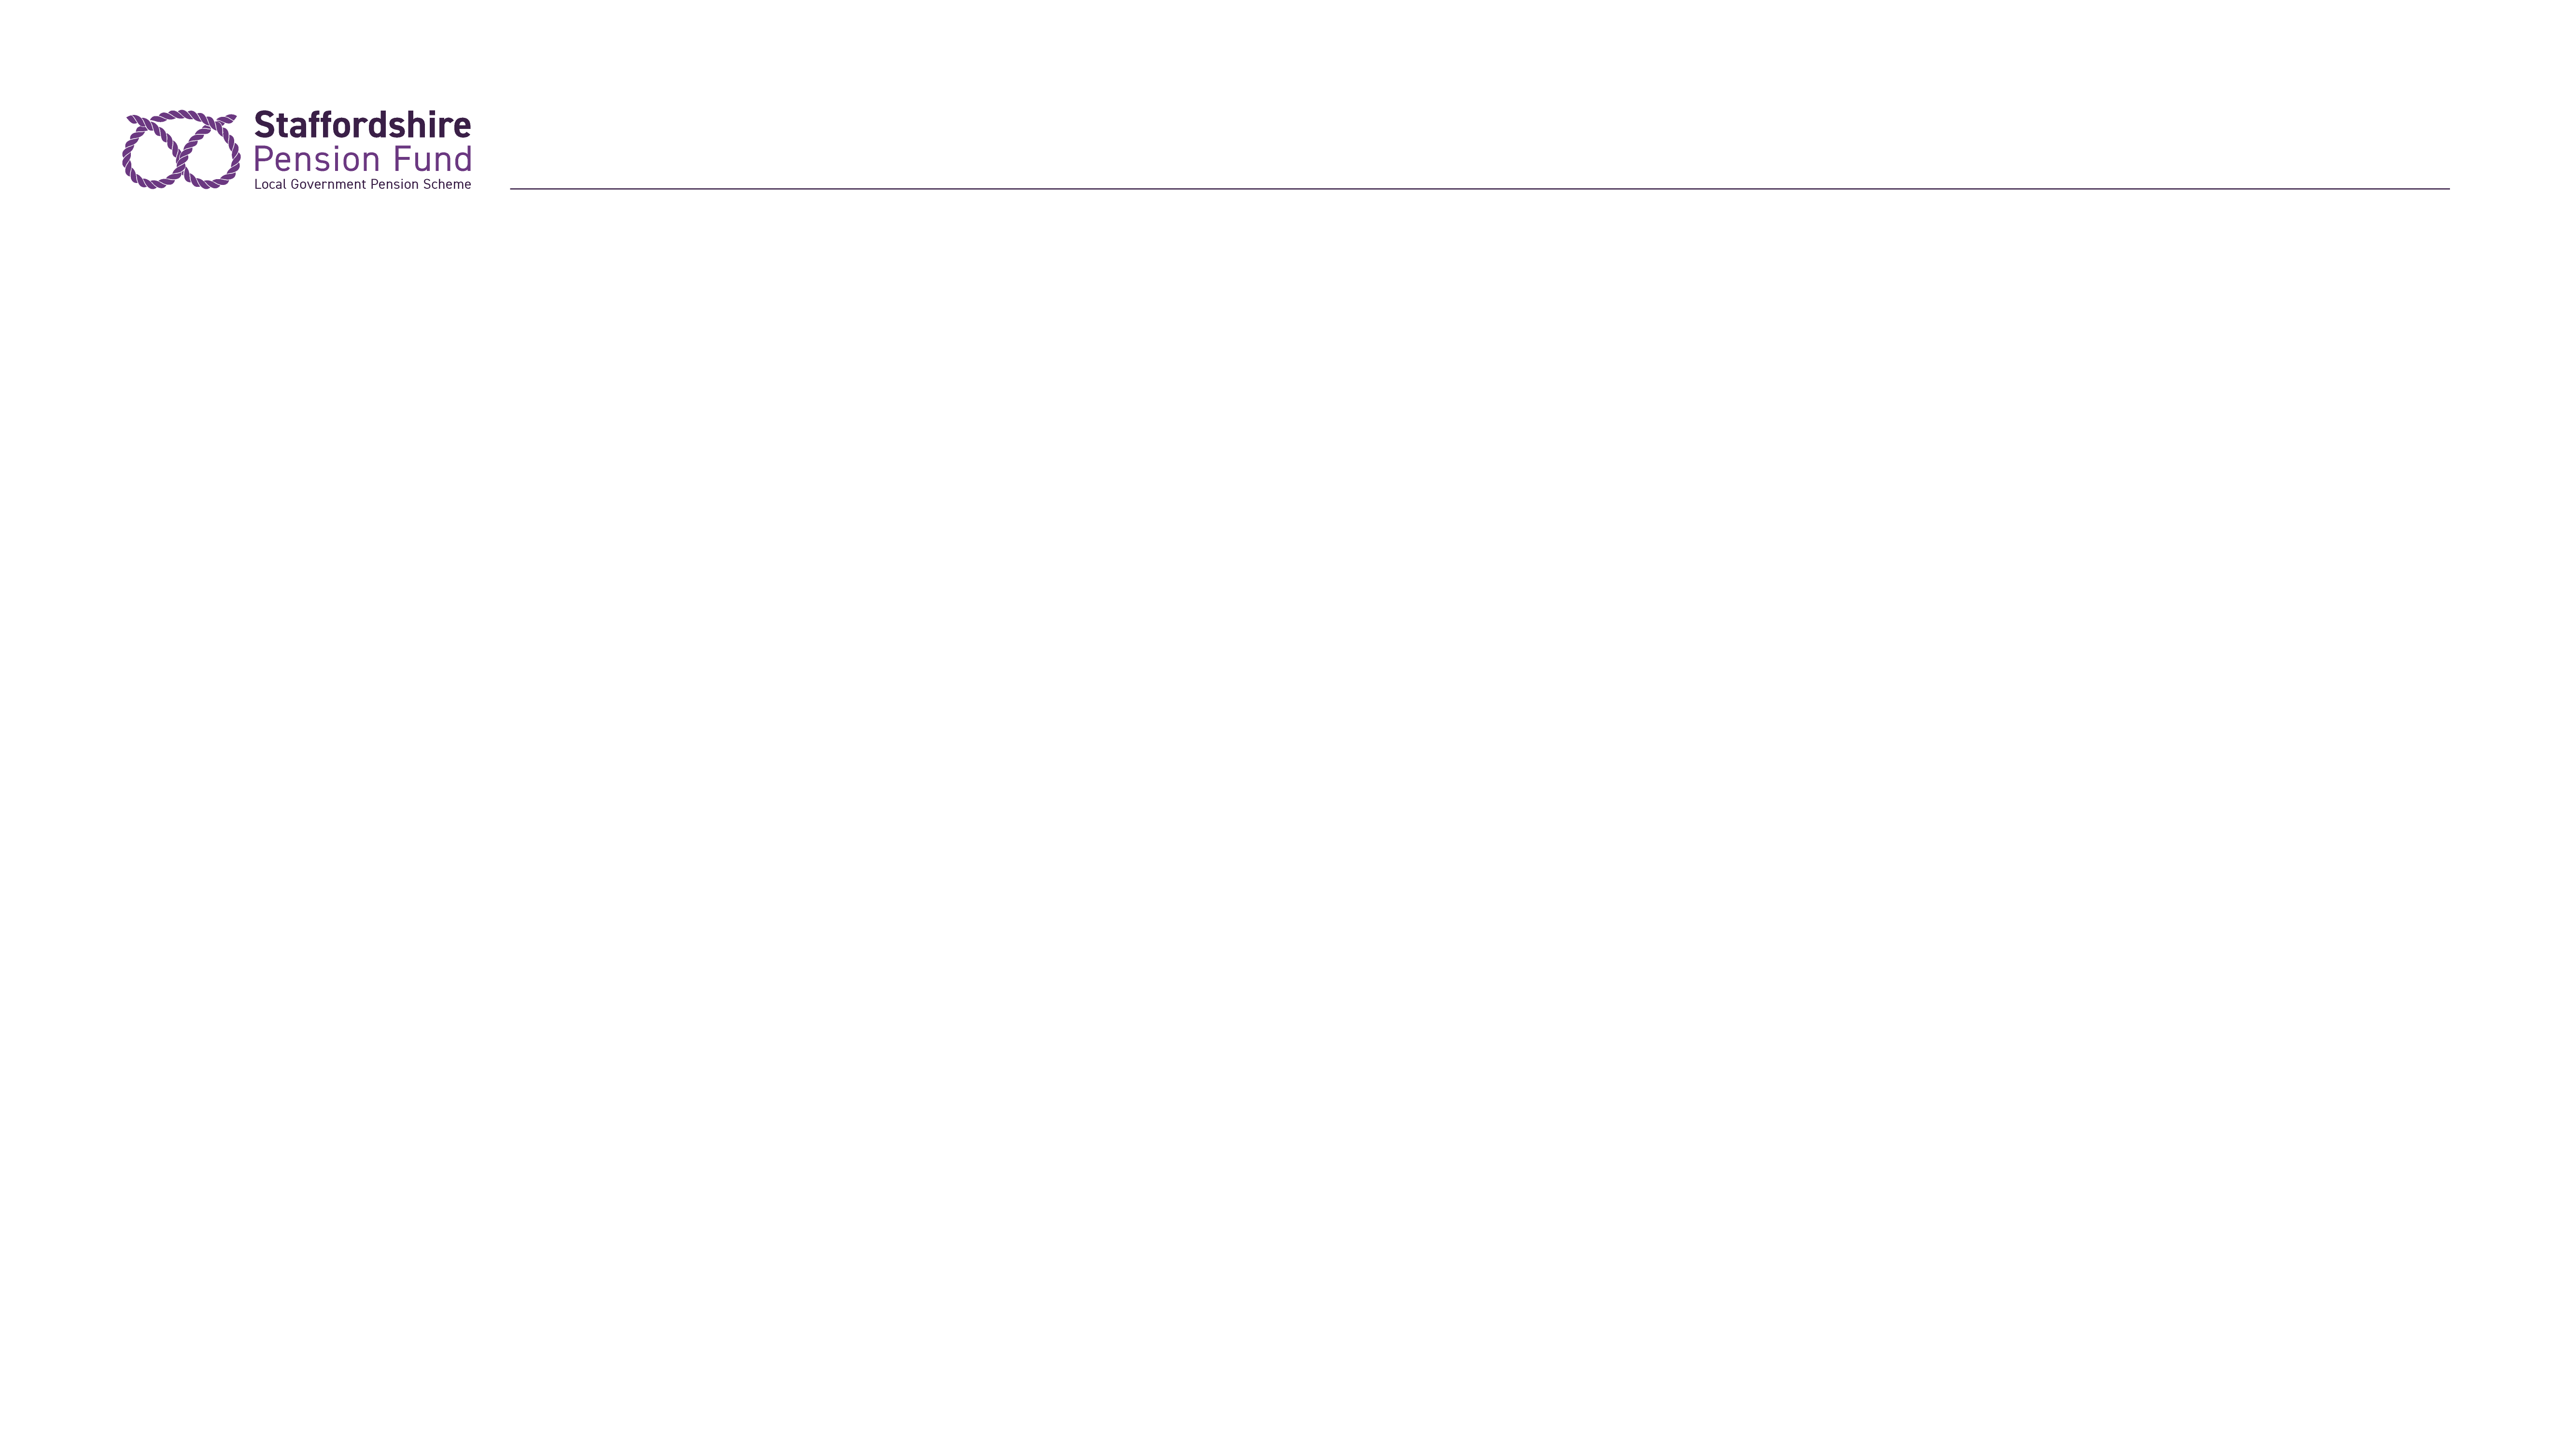 Staffordshire
Pension Fund
Local Government Pension Scheme